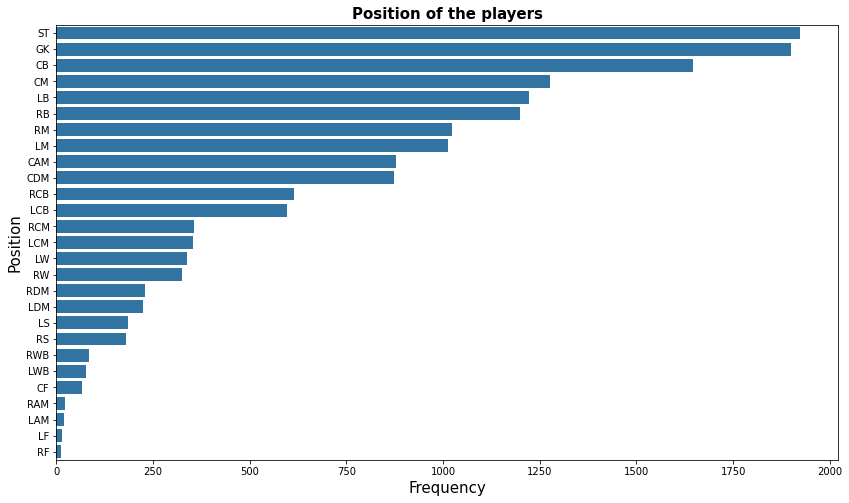 Position of the players
ST
GK
CB
CM
LB
RB
RM
LM
CAM
CDM
RCB
LCB
RCM
LCM
LW
RW
RDM
LDM
LS
RS
RWB
LWB
CF
RAM
LAM
LF
RF
Position
0 250 500 750 1000 1250 1500 1750 2000
Frequency